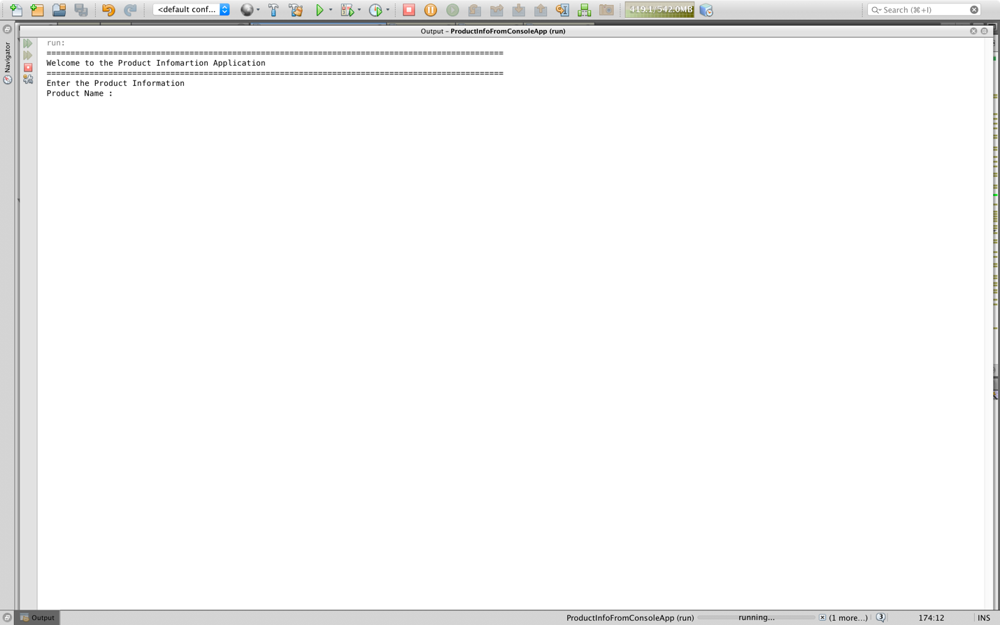 <default conf...
419.1/542.0MB
Search (⌘+I)
Output – ProductInfoFromConsoleApp (run)
Navigator
run:
================================================================================================
Welcome to the Product Infomartion Application
================================================================================================
Enter the Product Information
Product Name :
Output
ProductInfoFromConsoleApp (run)
running...
(1 more...)
3
174:12
INS